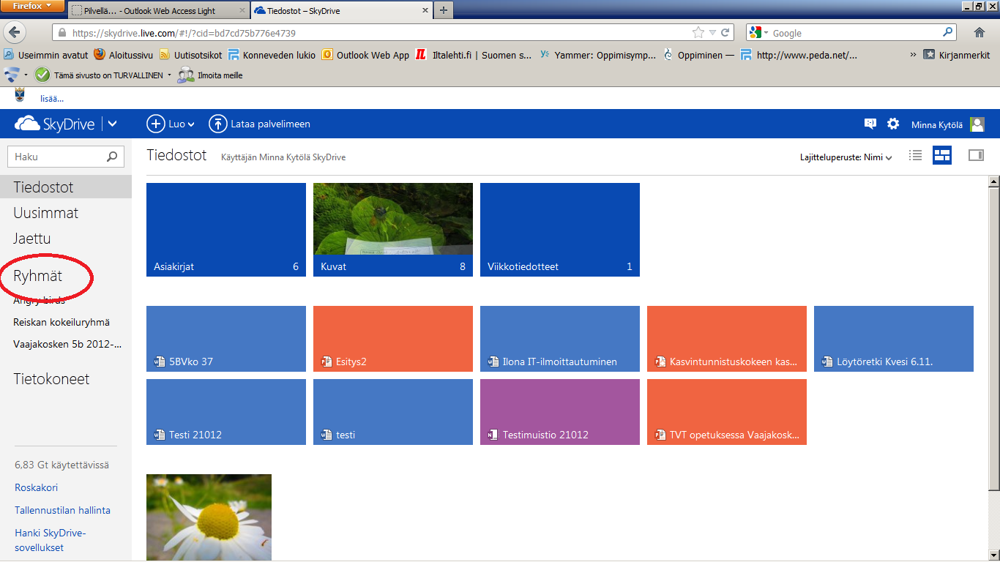 Firefox
Pilvellä… - Outlook Web Access Light
Tiedostot – SkyDrive
https://skydrive.live.com/#!/?cid=bd7cd75b776e4739
Google
Useimmin avatut
Aloitussivu
Uutisotsikot
Konneveden lukio
Outlook Web App
Iltalehti.fi | Suomen s...
Yammer: Oppimisymp...
Oppiminen —
http://www.peda.net/...
»
Kirjanmerkit
Tämä sivusto on TURVALLINEN
Ilmoita meille
lisää...
SkyDrive
Luo
Lataa palvelimeen
Minna Kytölä
Haku
Tiedostot
Käyttäjän Minna Kytölä SkyDrive
Lajitteluperuste: Nimi
Tiedostot
Uusimmat
Jaettu
Ryhmät
Angry birds
Reiskan kokeiluryhmä
Vaajakosken 5b 2012-...
Tietokoneet
6,83 Gt käytettävissä
Roskakori
Tallennustilan hallinta
Hanki SkyDrive-
sovellukset
Asiakirjat 6
Kuvat 8
Viikkotiedotteet 1
5BVko 37
Esitys2
Ilona IT-ilmoittautuminen
Kasvintunnistuskokeen kas...
Löytöretki Kvesi 6.11.
Testi 21012
testi
Testimuistio 21012
TVT opetuksessa Vaajakosk...